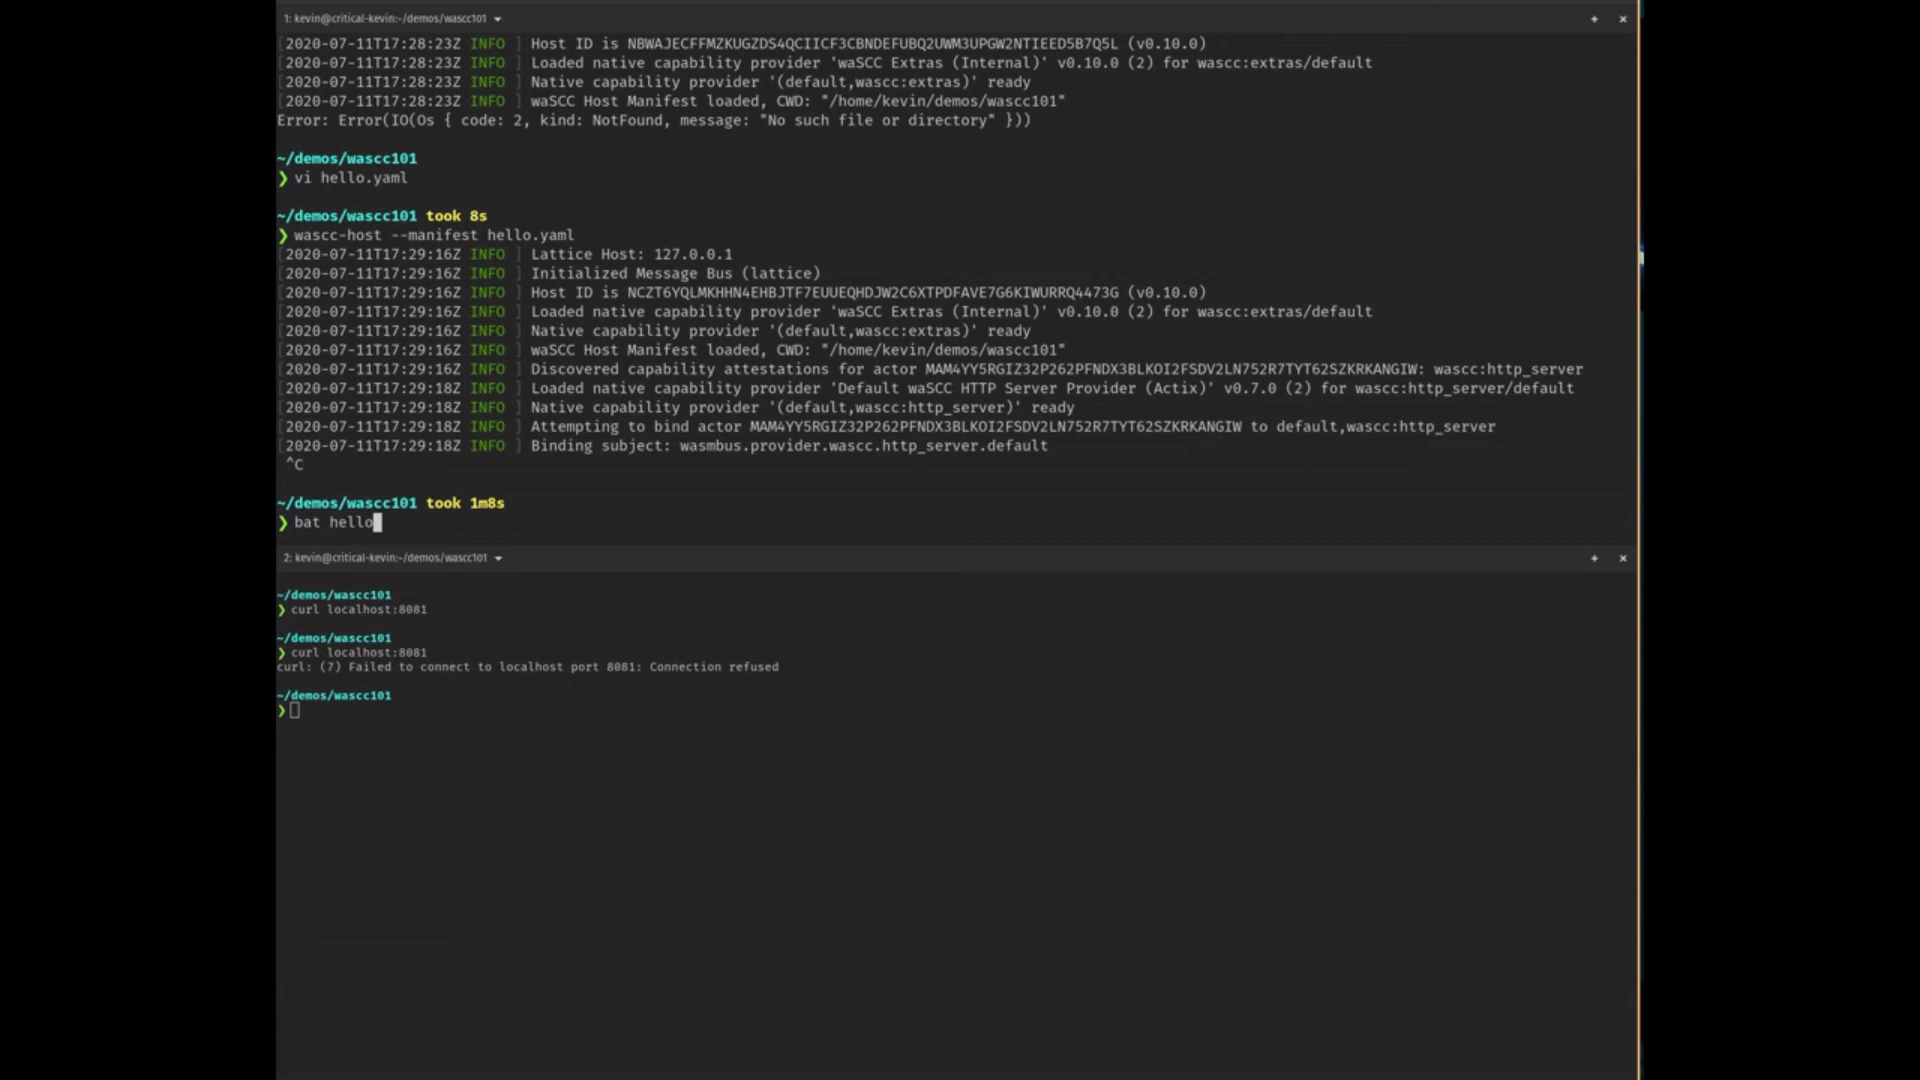 1: kevin@critical-kevin:~/demos/wascc101
[2020-07-11T17:28:23Z INFO ] Host ID is NBWAJECFFMZKUGZDS4QCIICF3CBNDEFUBQ2UWM3UPGW2NTIEED5B7Q5L (v0.10.0)
[2020-07-11T17:28:23Z INFO ] Loaded native capability provider 'waSCC Extras (Internal)' v0.10.0 (2) for wascc:extras/default
[2020-07-11T17:28:23Z INFO ] Native capability provider '(default,wascc:extras)' ready
[2020-07-11T17:28:23Z INFO ] waSCC Host Manifest loaded, CWD: "/home/kevin/demos/wascc101"
Error: Error(IO(Os { code: 2, kind: NotFound, message: "No such file or directory" }))
~/demos/wascc101
❯ vi hello.yaml
~/demos/wascc101 took 8s
❯ wascc-host --manifest hello.yaml
[2020-07-11T17:29:16Z INFO ] Lattice Host: 127.0.0.1
[2020-07-11T17:29:16Z INFO ] Initialized Message Bus (lattice)
[2020-07-11T17:29:16Z INFO ] Host ID is NCZT6YQLMKHHN4EHBJTF7EUUEQHDJW2C6XTPDFAVE7G6KIWURRQ4473G (v0.10.0)
[2020-07-11T17:29:16Z INFO ] Loaded native capability provider 'waSCC Extras (Internal)' v0.10.0 (2) for wascc:extras/default
[2020-07-11T17:29:16Z INFO ] Native capability provider '(default,wascc:extras)' ready
[2020-07-11T17:29:16Z INFO ] waSCC Host Manifest loaded, CWD: "/home/kevin/demos/wascc101"
[2020-07-11T17:29:16Z INFO ] Discovered capability attestations for actor MAM4YY5RGIZ32P262PFNDX3BLKOI2FSDV2LN752R7TYT62SZKRKANGIW: wascc:http_server
[2020-07-11T17:29:18Z INFO ] Loaded native capability provider 'Default waSCC HTTP Server Provider (Actix)' v0.7.0 (2) for wascc:http_server/default
[2020-07-11T17:29:18Z INFO ] Native capability provider '(default,wascc:http_server)' ready
[2020-07-11T17:29:18Z INFO ] Attempting to bind actor MAM4YY5RGIZ32P262PFNDX3BLKOI2FSDV2LN752R7TYT62SZKRKANGIW to default,wascc:http_server
[2020-07-11T17:29:18Z INFO ] Binding subject: wasmbus.provider.wascc.http_server.default
^C
~/demos/wascc101 took 1m8s
❯ bat hello
2: kevin@critical-kevin:~/demos/wascc101
~/demos/wascc101
❯ curl localhost:8081
~/demos/wascc101
❯ curl localhost:8081
curl: (7) Failed to connect to localhost port 8081: Connection refused
~/demos/wascc101
❯